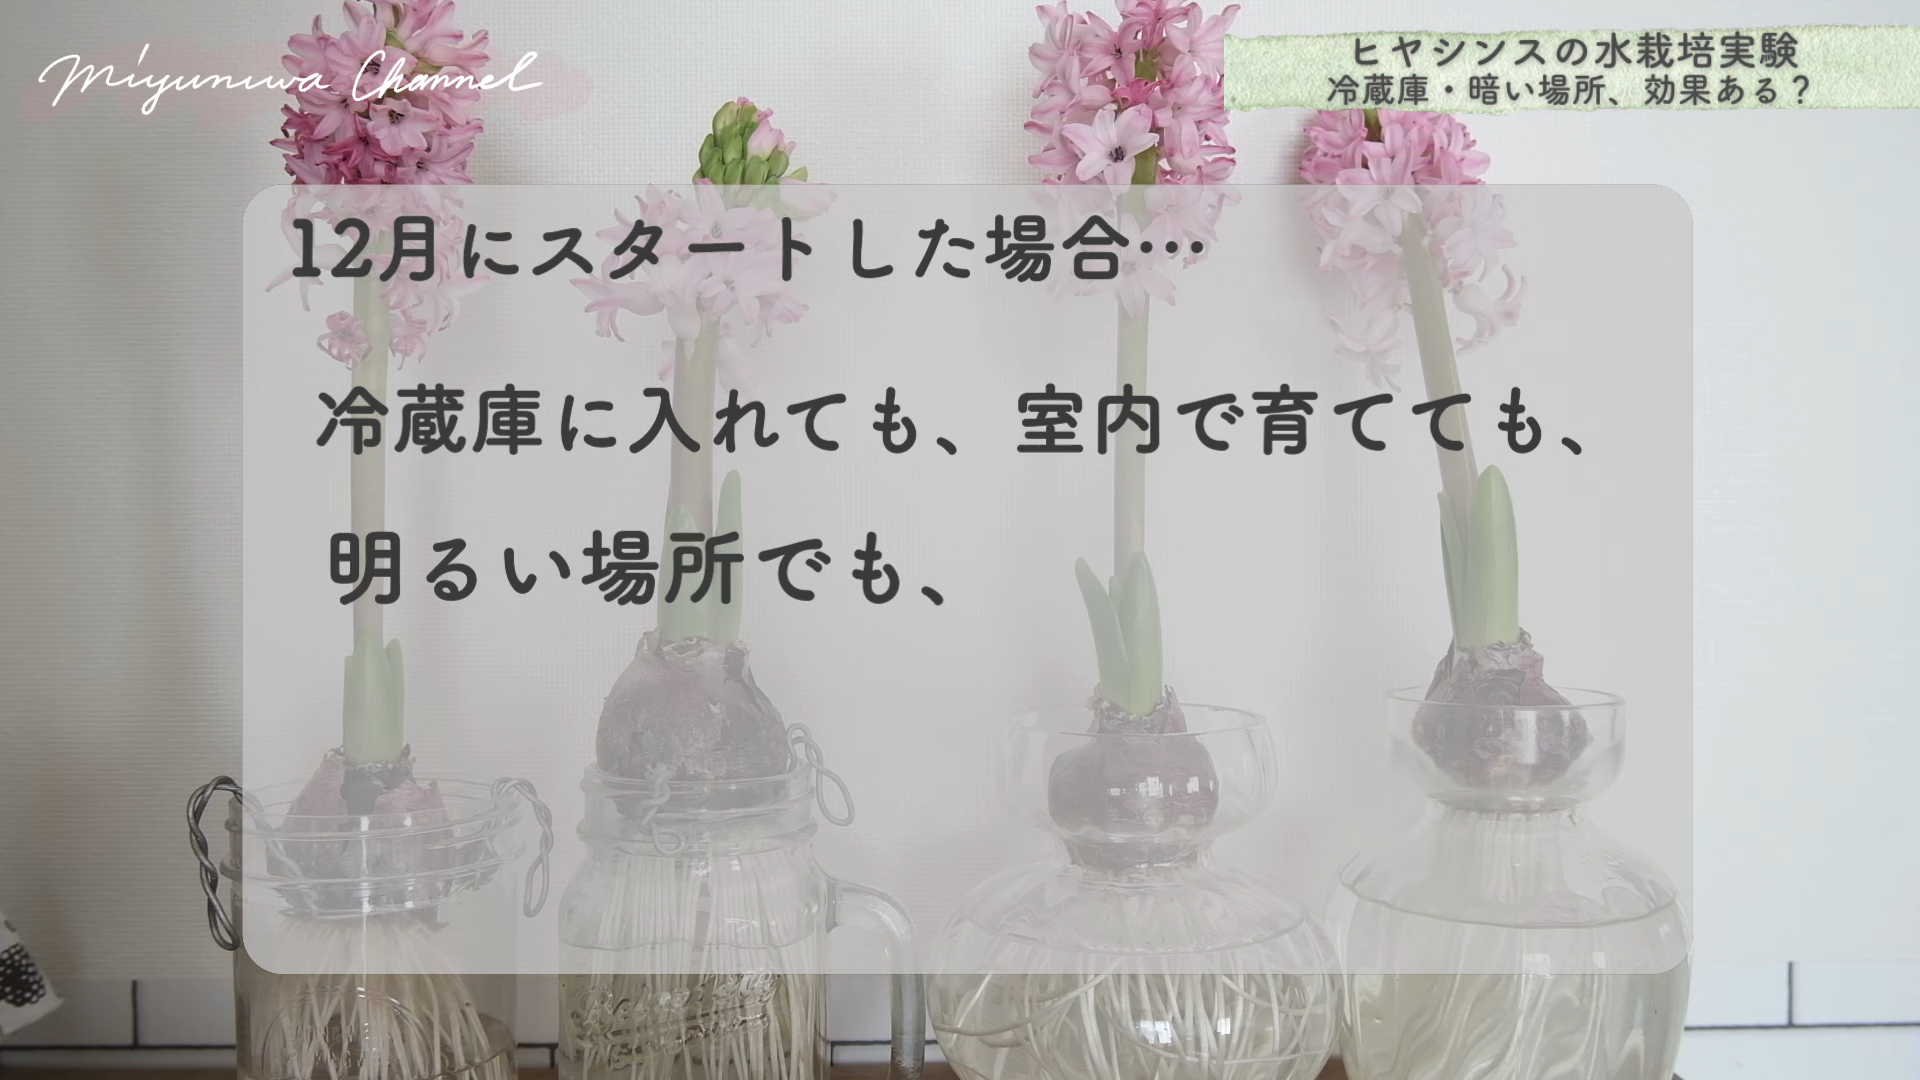 Miyuniwa Channel
ヒヤシンスの水栽培実験
冷蔵庫・暗い場所、効果ある？
12月にスタートした場合…
冷蔵庫に入れても、室内で育てても、
明るい場所でも、